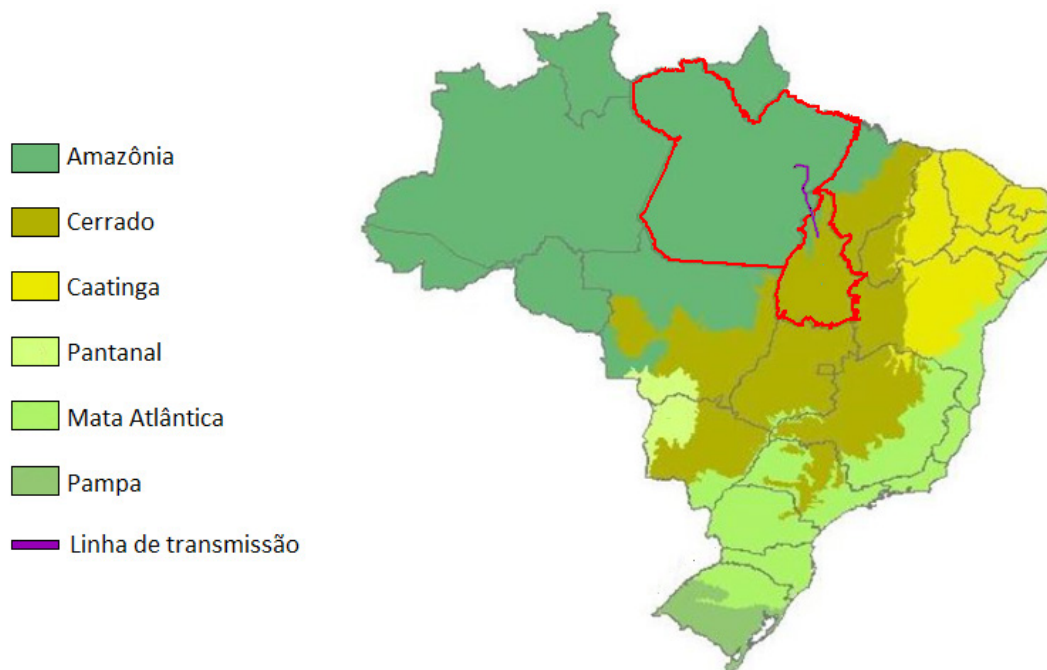 Amazônia
Cerrado
Caatinga
Pantanal
Mata Atlântica
Pampa
Linha de transmissão